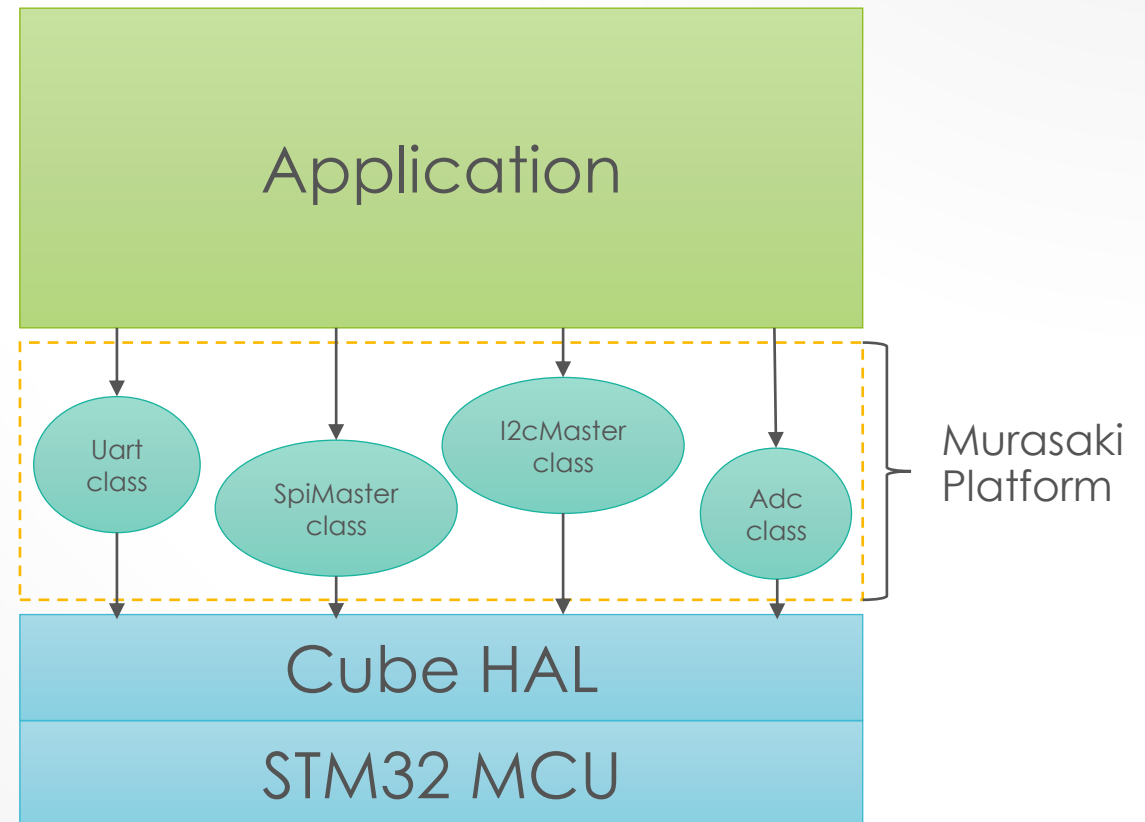 Application
Uart
class
SpiMaster
class
I2cMaster
class
Adc
class
Murasaki
Platform
Cube HAL
STM32 MCU